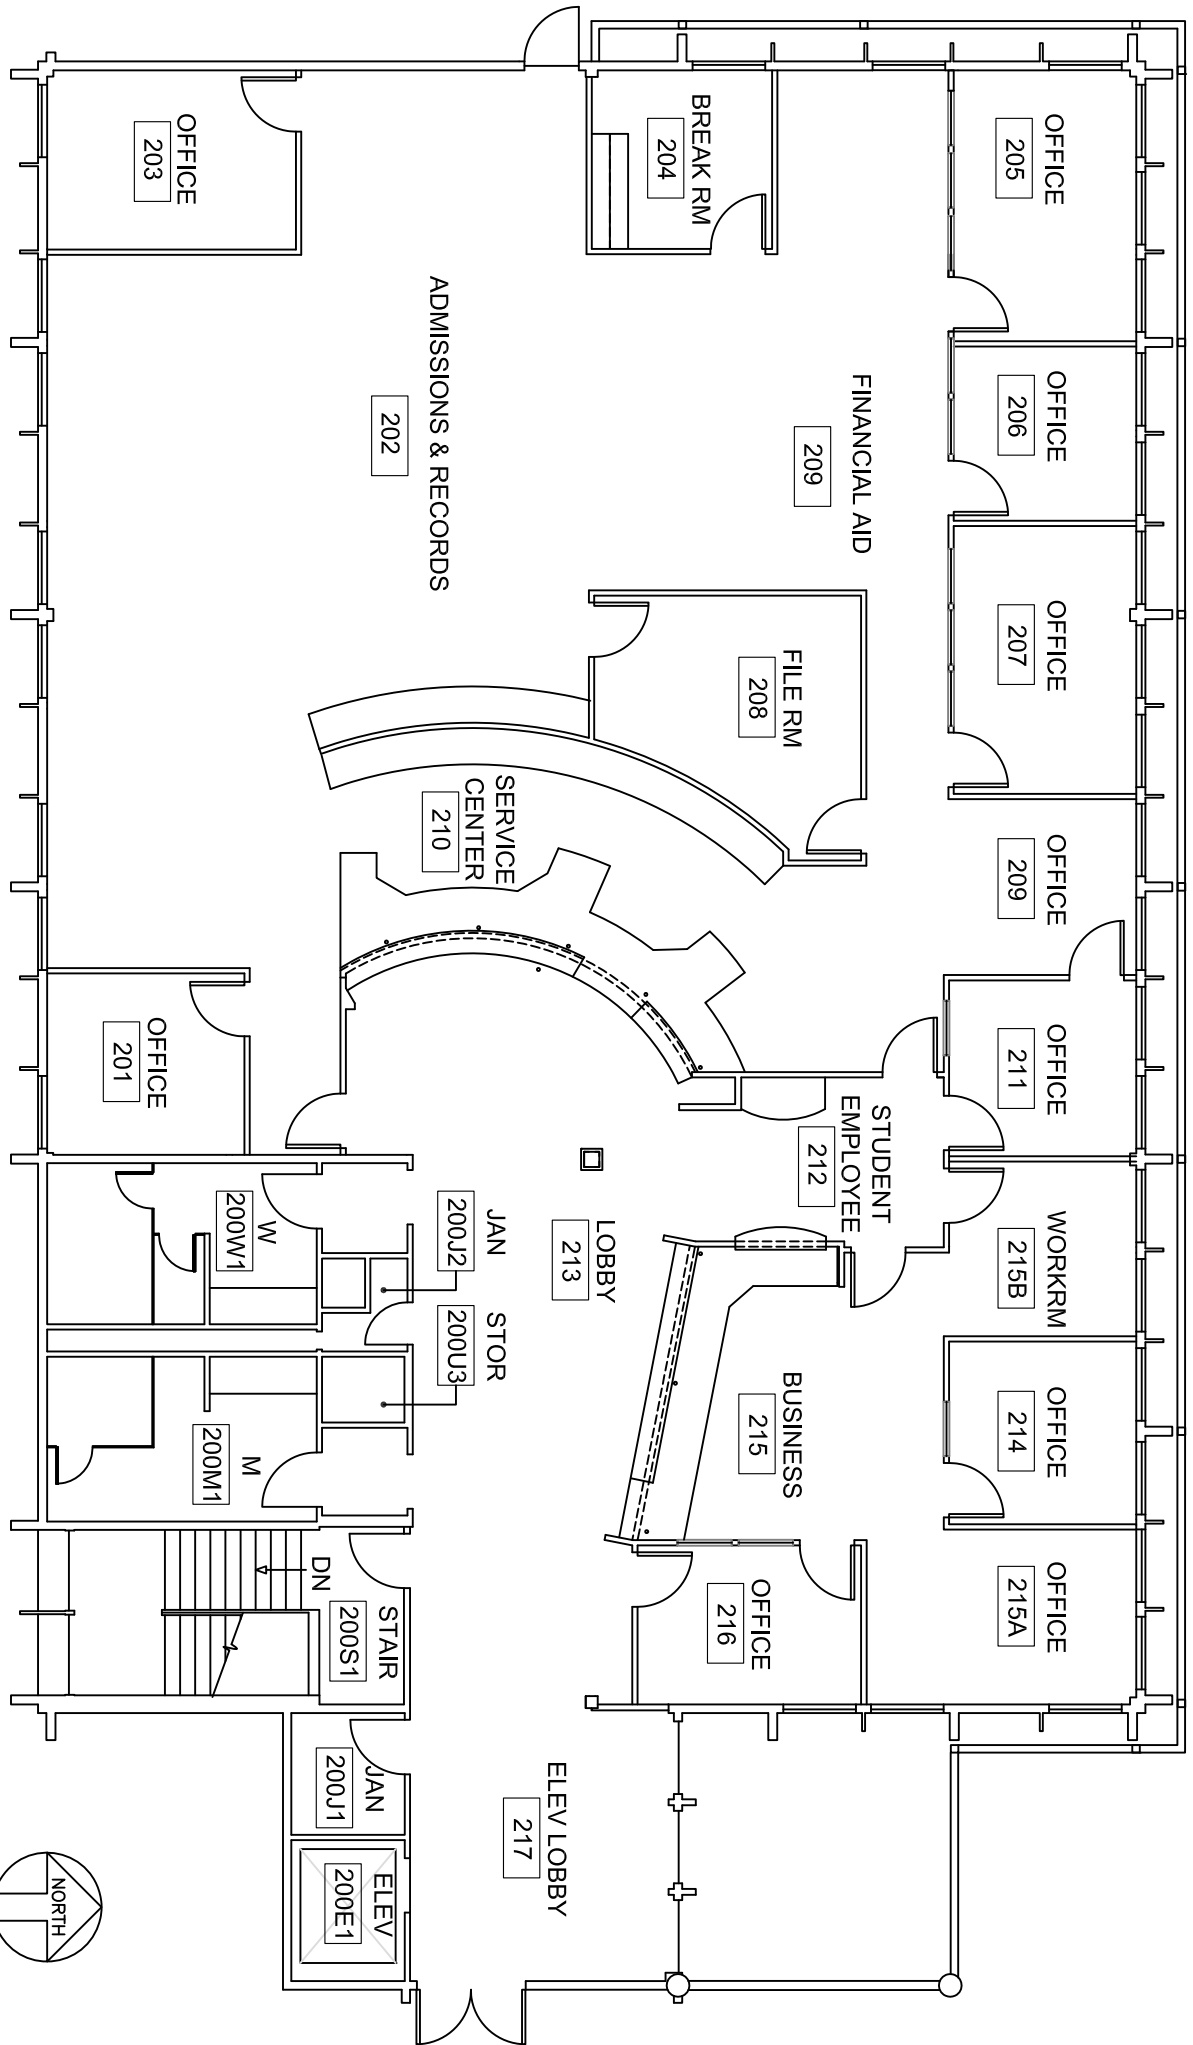 OFFICE
205
OFFICE
206
OFFICE
207
OFFICE
209
OFFICE
211
WORKRM
215B
OFFICE
214
OFFICE
215A
BREAK RM
204
FINANCIAL AID
209
FILE RM
208
STUDENT
EMPLOYEE
212
BUSINESS
215
OFFICE
216
ADMISSIONS & RECORDS
202
SERVICE
CENTER
210
LOBBY
213
ELEV LOBBY
217
OFFICE
203
OFFICE
201
JAN
200J2
STOR
200U3
W
200W1
M
200M1
DN
STAIR
200S1
JAN
200J1
ELEV
200E1
NORTH